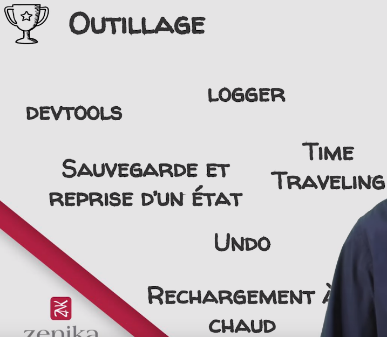 Outillage
logger
devtools
Time
Traveling
Sauvegarde et
reprise d'un état
Undo
Rechargement à
chaud
zenika